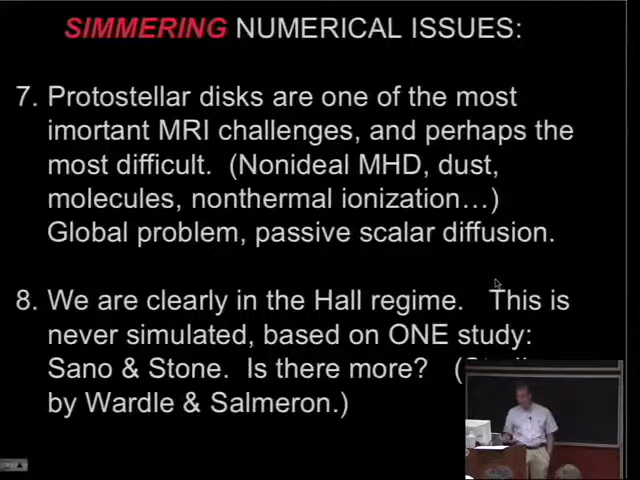 SIMMERING NUMERICAL ISSUES:
7. Protostellar disks are one of the most
imortant MRI challenges, and perhaps the
most difficult. (Nonideal MHD, dust,
molecules, nonthermal ionization…)
Global problem, passive scalar diffusion.
8. We are clearly in the Hall regime. This is
never simulated, based on ONE study:
Sano & Stone. Is there more? (
by Wardle & Salmeron.)